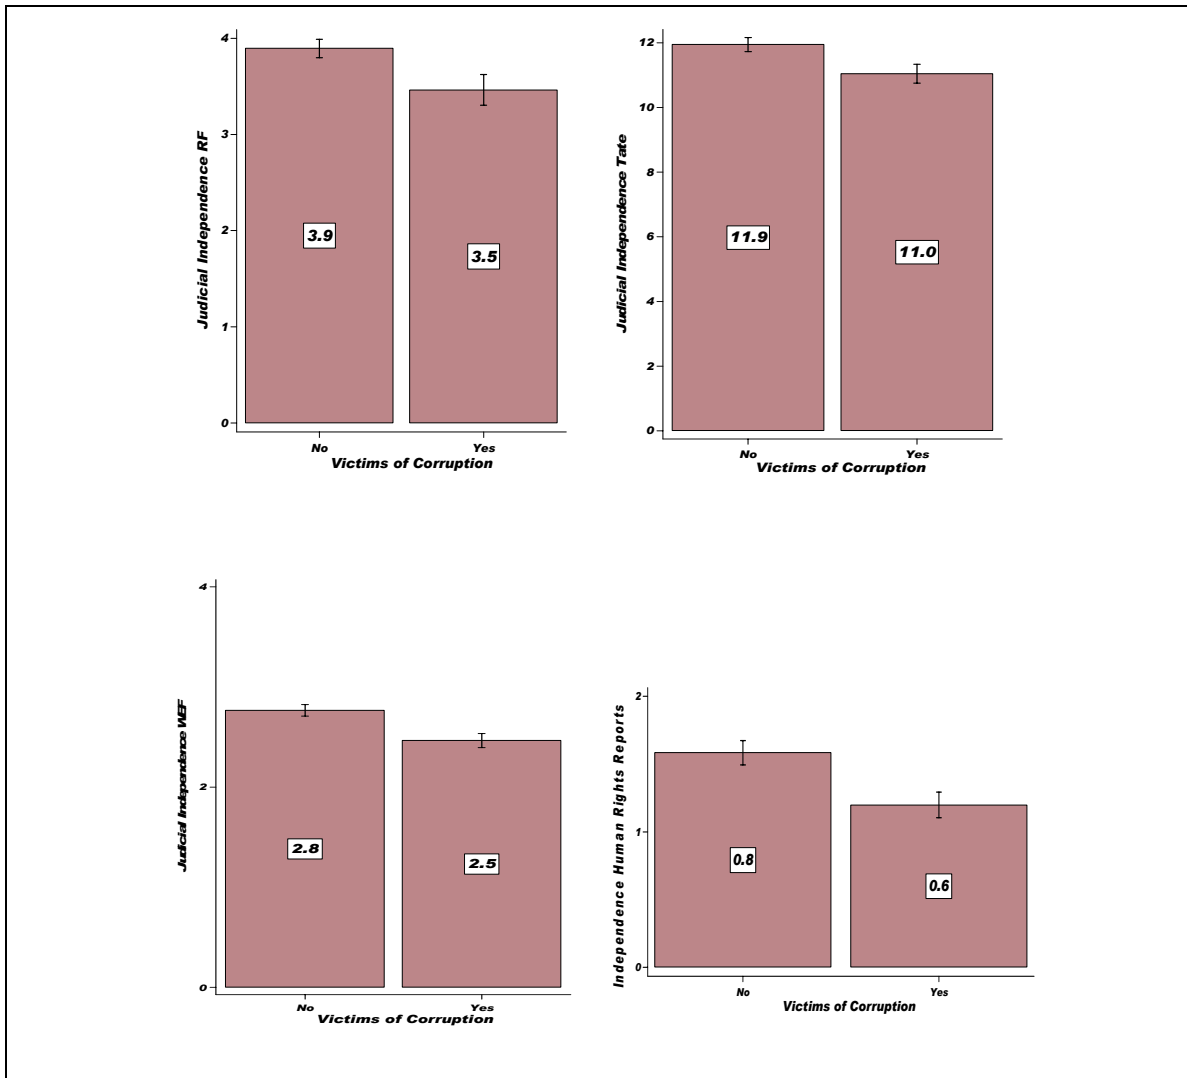 4
3
2
1
0
Judicial Independence RF
3.9
3.5
No
Yes
Victims of Corruption
12
10
8
6
4
2
0
Judicial Independence Tate
11.9
11.0
No
Yes
Victims of Corruption
4
2
0
Judicial Independence WEF
2.8
2.5
No
Yes
Victims of Corruption
2
1
0
Independence Human Rights Reports
0.8
0.6
No
Yes
Victims of Corruption